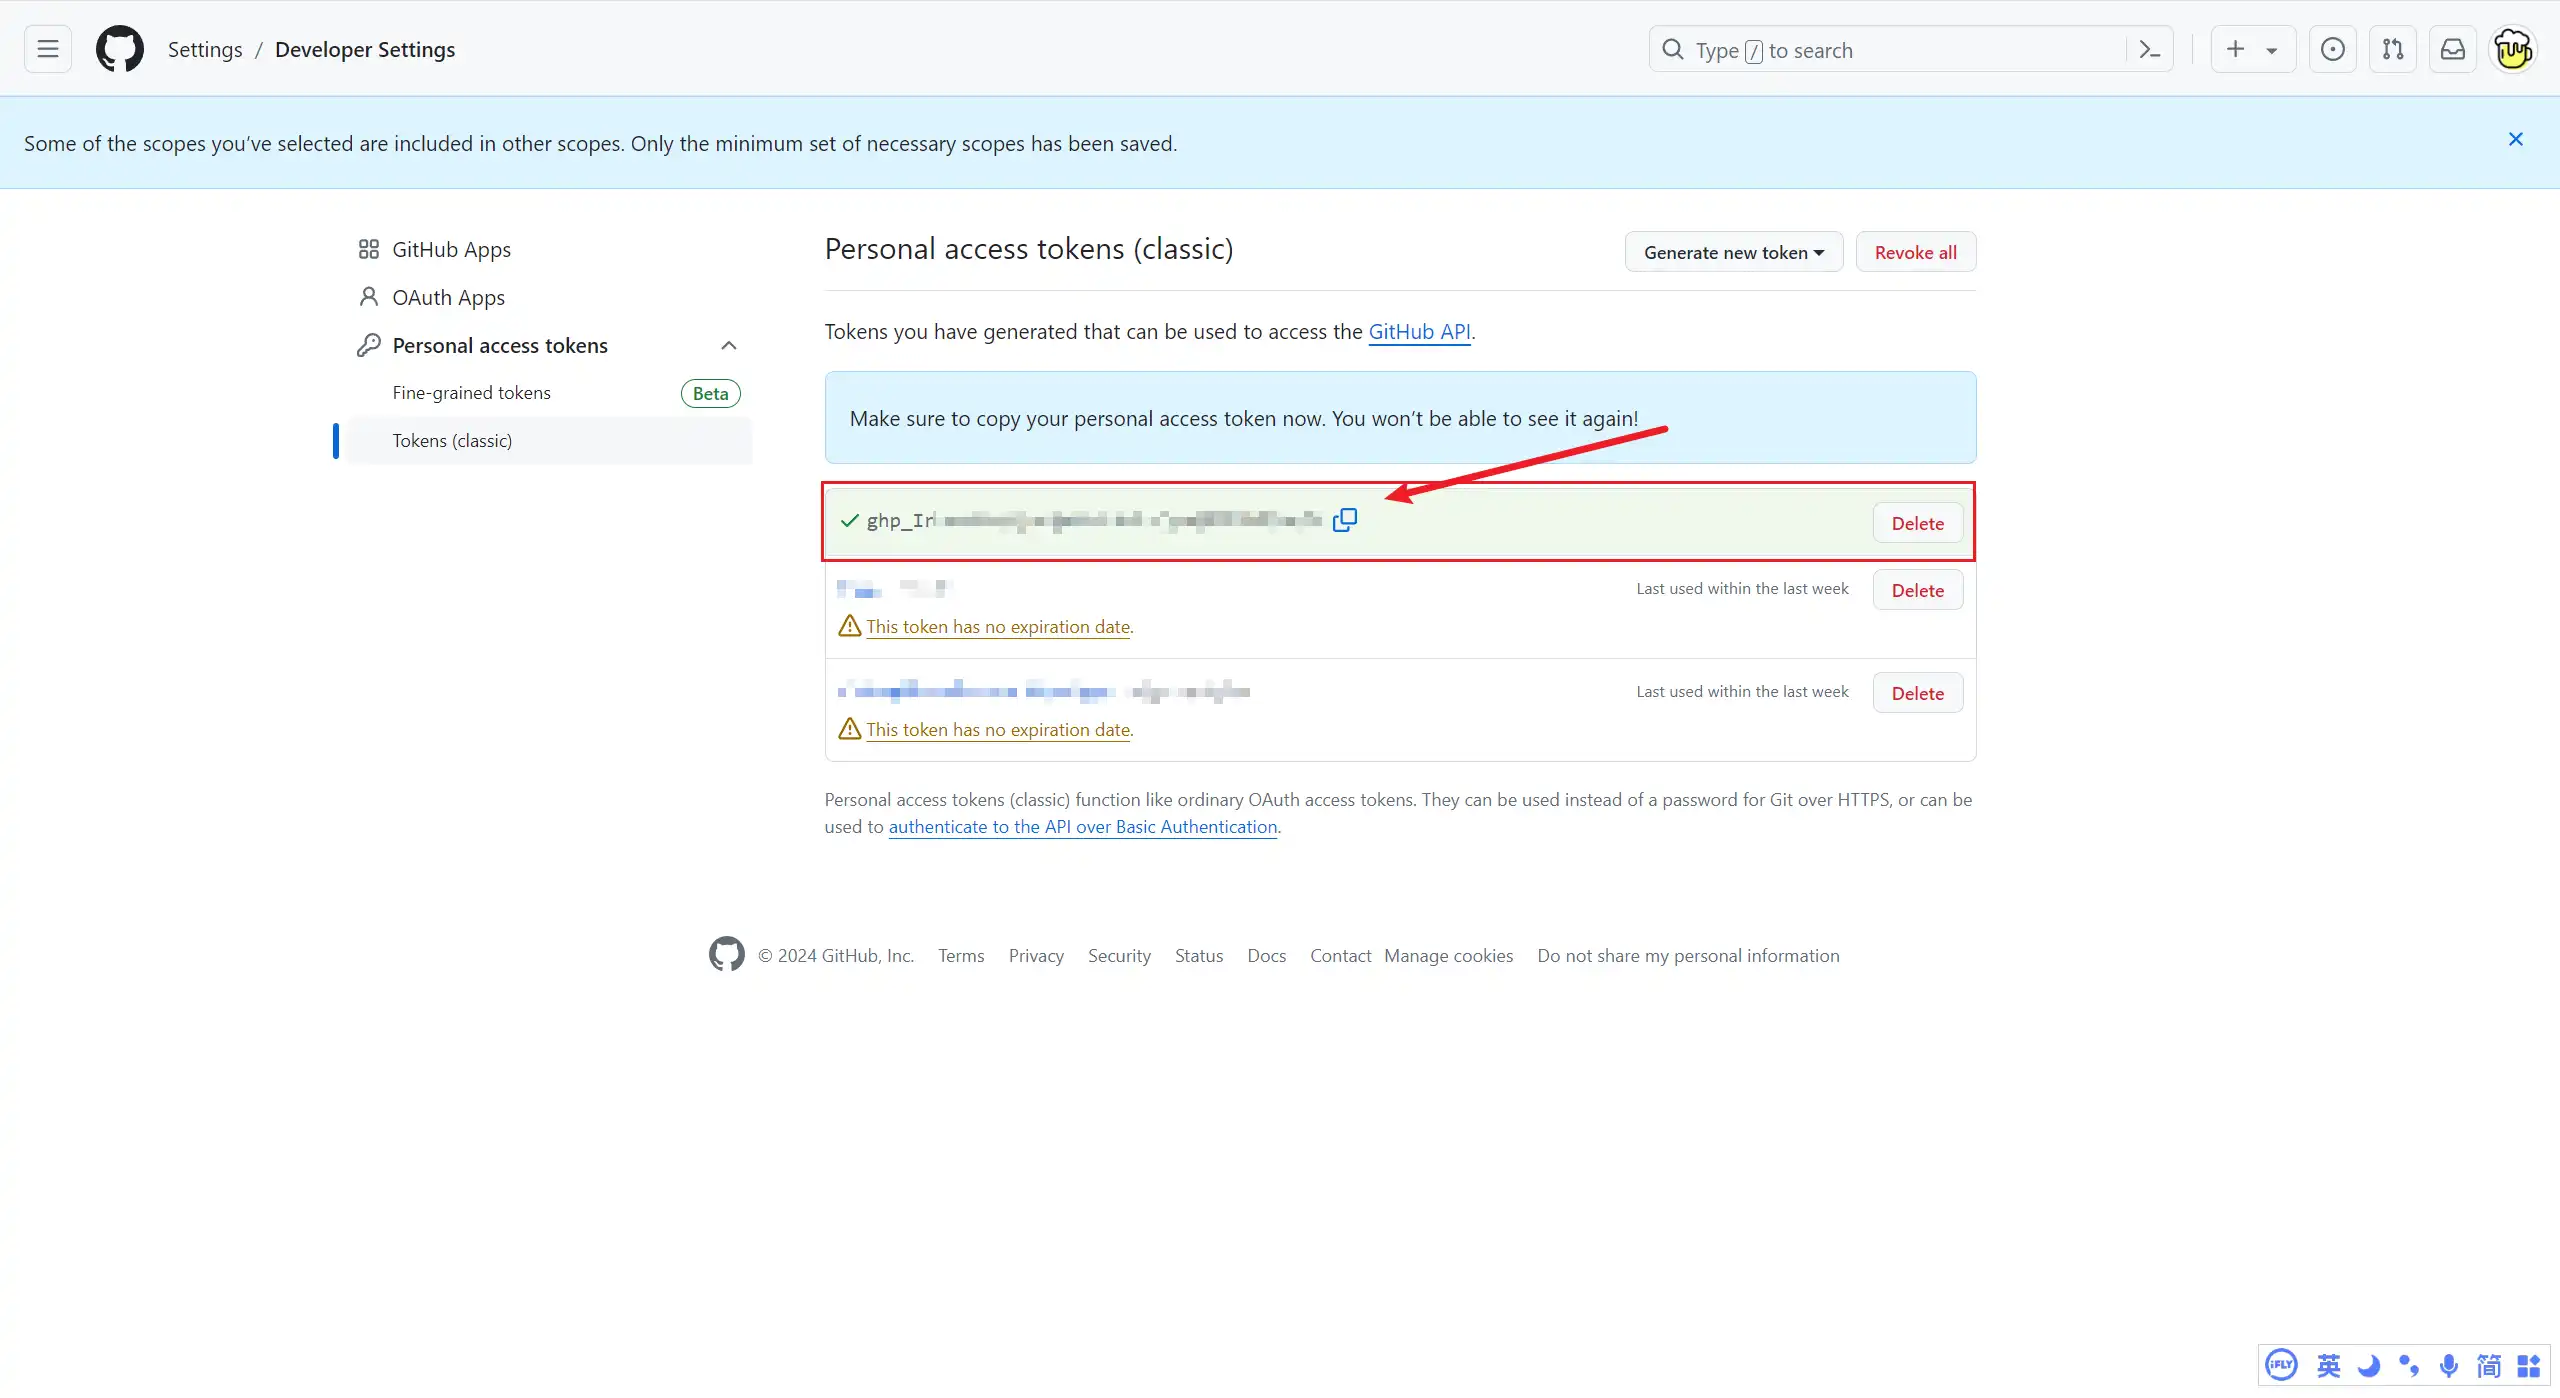 Settings / Developer Settings
Type / to search
Some of the scopes you’ve selected are included in other scopes. Only the minimum set of necessary scopes has been saved.
GitHub Apps
OAuth Apps
Personal access tokens
Fine-grained tokens Beta
Tokens (classic)
Personal access tokens (classic)
Generate new token
Revoke all
Tokens you have generated that can be used to access the GitHub API.
Make sure to copy your personal access token now. You won’t be able to see it again!
Delete
Last used within the last week Delete
This token has no expiration date.
Last used within the last week Delete
This token has no expiration date.
Personal access tokens (classic) function like ordinary OAuth access tokens. They can be used instead of a password for Git over HTTPS, or can be
used to authenticate to the API over Basic Authentication.
© 2024 GitHub, Inc. Terms Privacy Security Status Docs Contact Manage cookies Do not share my personal information
iFLY 英 简